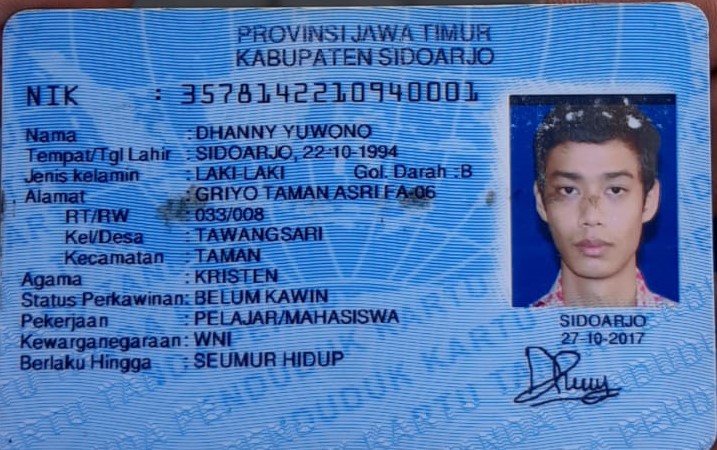 PROVINSI JAWA TIMUR
KABUPATEN SIDOARJO
NIK : 3578142210940001
Nama : DHANNY YUWONO
Tempat/Tgl Lahir : SIDOARJO, 22-10-1994
Jenis kelamin : LAKI-LAKI Gol. Darah :B
Alamat : GRIYO TAMAN ASRI FA-06
RT/RW : 033/008
Kel/Desa : TAWANGSARI
Kecamatan : TAMAN
Agama : KRISTEN
Status Perkawinan: BELUM KAWIN
Pekerjaan : PELAJAR/MAHASISWA
Kewarganegaraan: WNI
Berlaku Hingga : SEUMUR HIDUP
SIDOARJO
27-10-2017